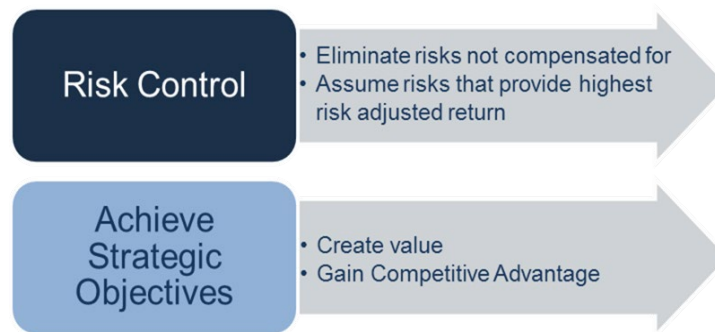 Risk Control
• Eliminate risks not compensated for
• Assume risks that provide highest
risk adjusted return
Achieve
Strategic
Objectives
• Create value
• Gain Competitive Advantage